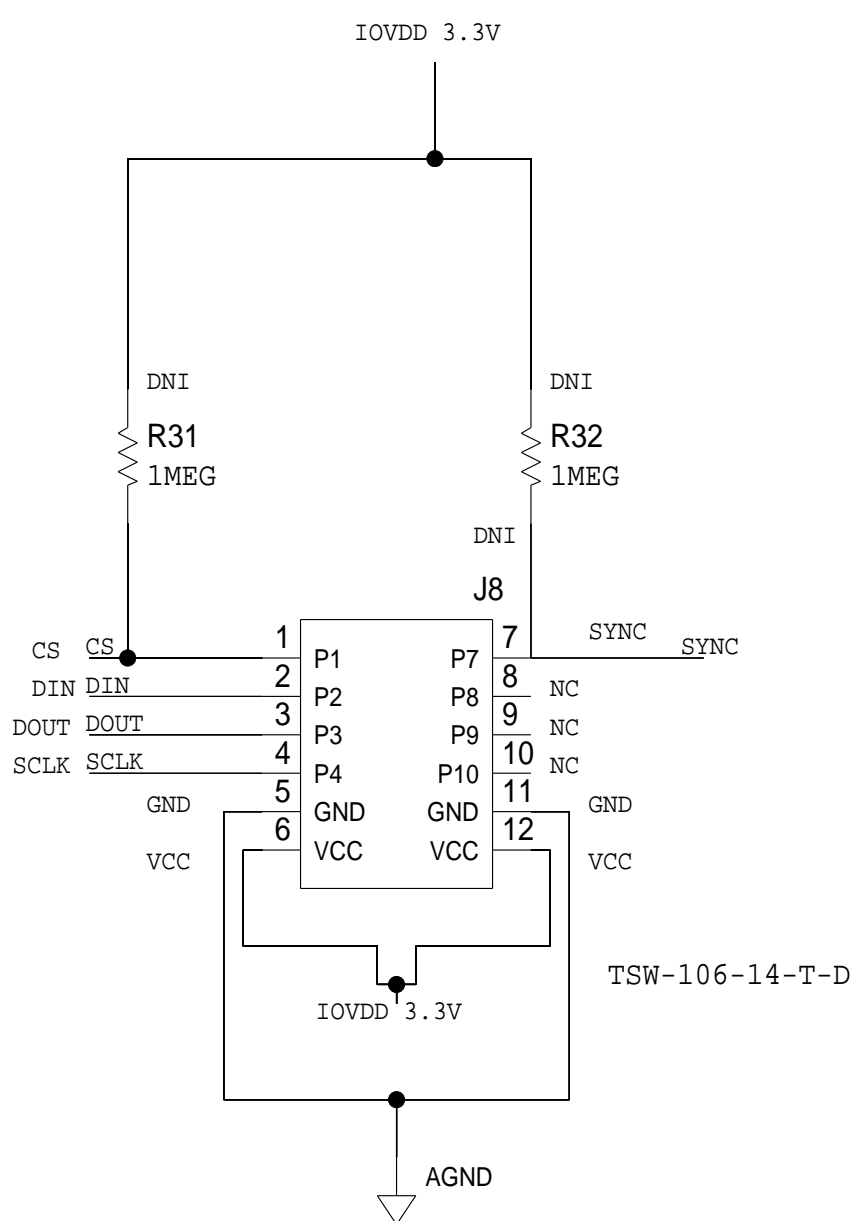 IOVDD 3.3V
DNI
DNI
R31
R32
1MEG
1MEG
DNI
J8
CS CS 1 P1 P7 7 SYNC SYNC
DIN DIN 2 P2 P8 8 NC
DOUT DOUT 3 P3 P9 9 NC
SCLK SCLK 4 P4 P10 10 NC
GND 5 GND GND 11 GND
VCC 6 VCC VCC 12 VCC
TSW-106-14-T-D
IOVDD 3.3V
AGND